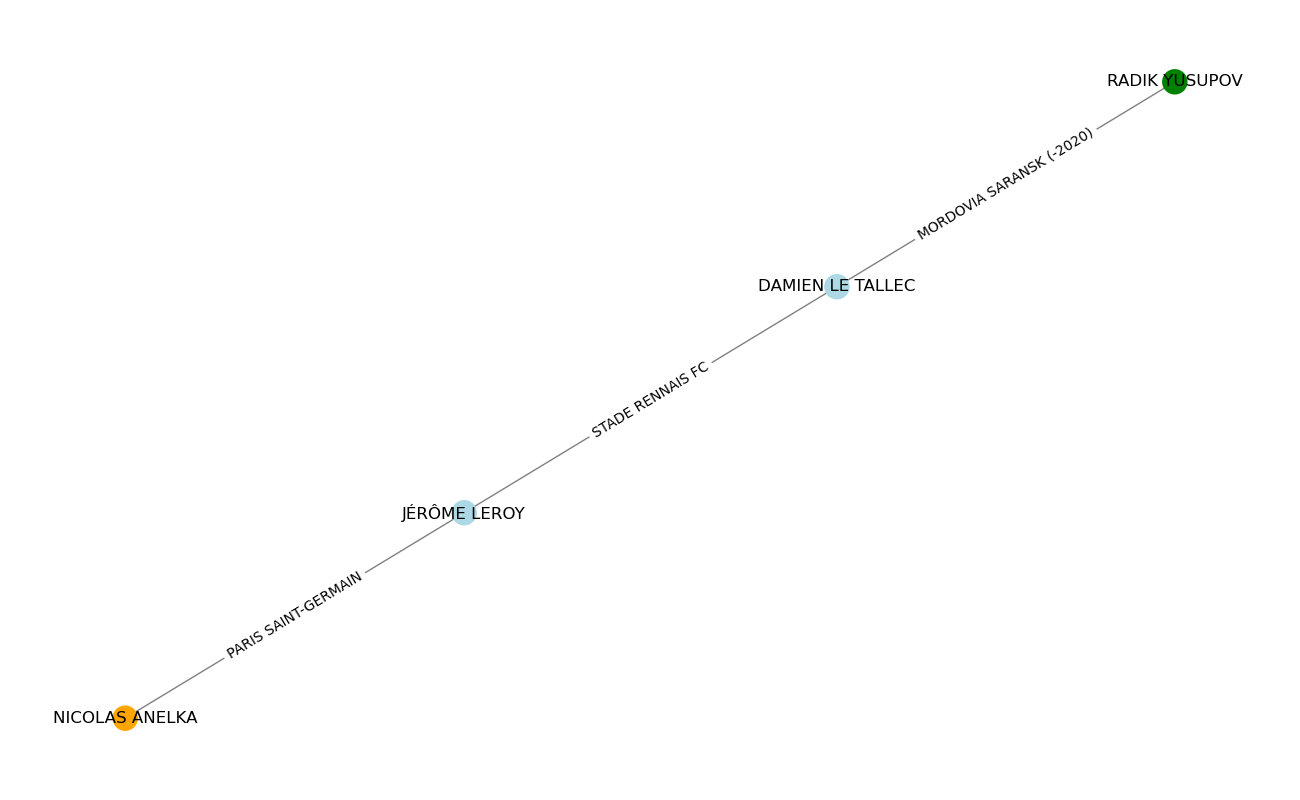 RADIK YUSUPOV
MORDOVIA SARANSK (-2020)
DAMIEN LE TALLEC
STADE RENNAIS FC
JÉRÔME LEROY
PARIS SAINT-GERMAIN
NICOLAS ANELKA